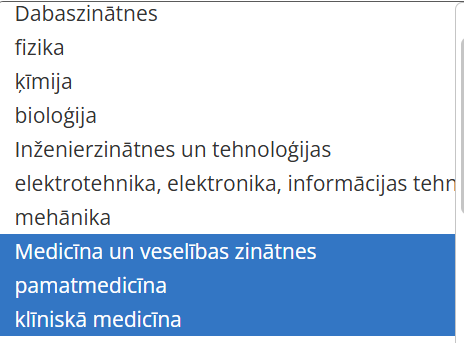 Dabaszinātnes
fizika
ķīmija
bioloģija
Inženierzinātnes un tehnoloģijas
elektrotehnika, elektronika, informācijas tehn
mehānika
Medicīna un veselības zinātnes
pamatmedicīna
klīniskā medicīna